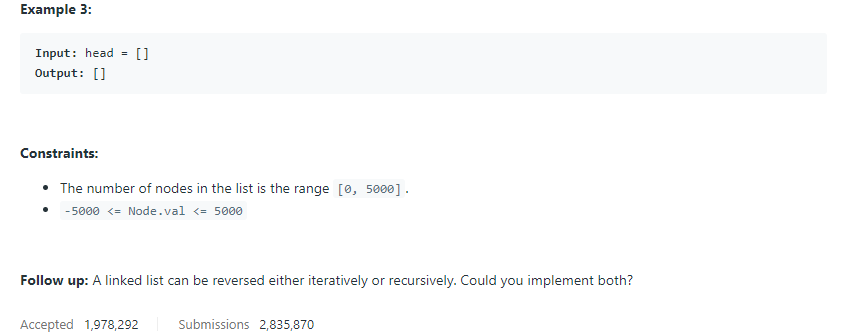 Example 3:
Input: head = []
Output: []
Constraints:
• The number of nodes in the list is the range [0, 5000].
• -5000 <= Node.val <= 5000
Follow up: A linked list can be reversed either iteratively or recursively. Could you implement both?
Accepted 1,978,292 Submissions 2,835,870